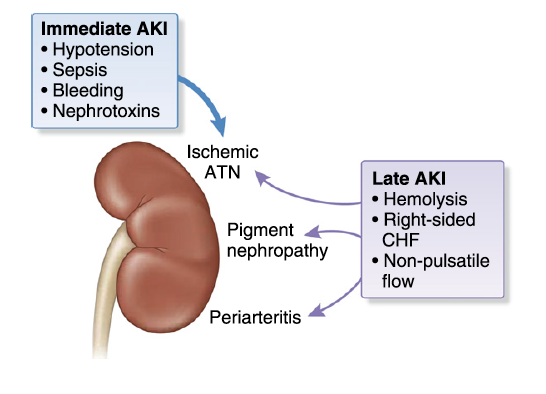 Immediate AKI
• Hypotension
• Sepsis
• Bleeding
• Nephrotoxins
Ischemic
ATN
Late AKI
• Hemolysis
• Right-sided
CHF
• Non-pulsatile
flow
Pigment
nephropathy
Periarteritis